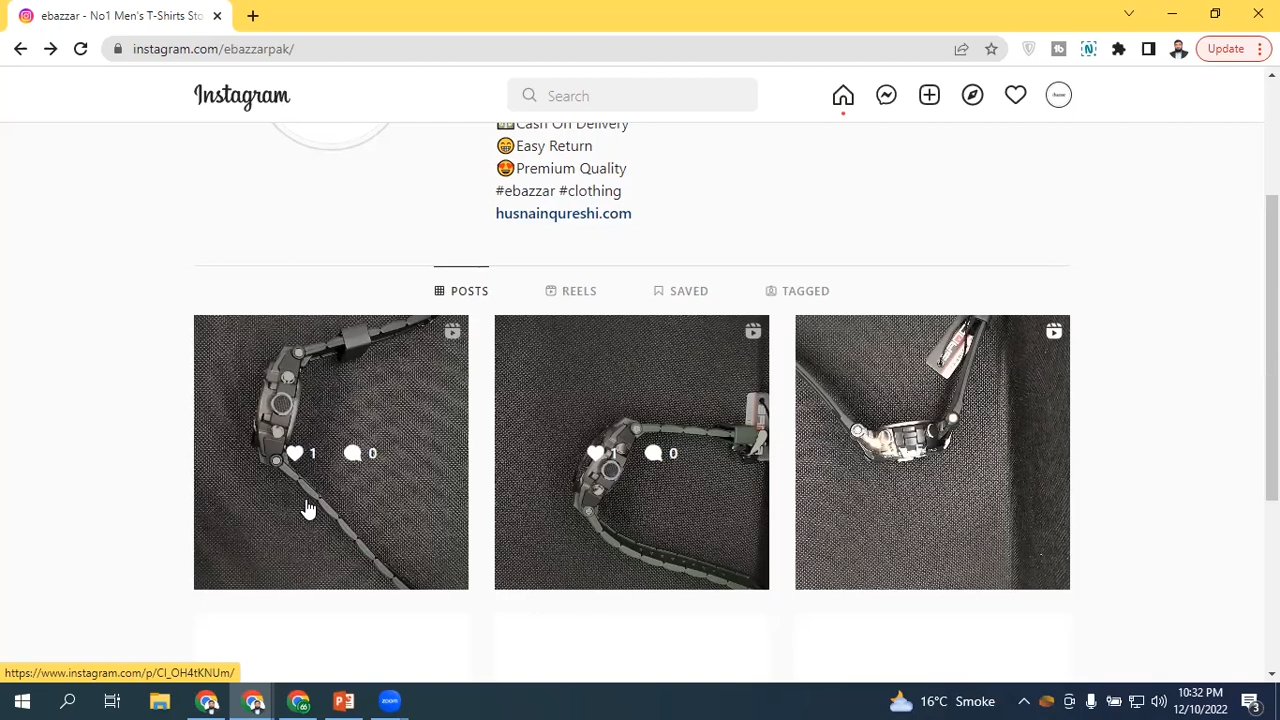 ebazzar - No1 Men's T-Shirts Sto
instagram.com/ebazzarpak/
Update
Instagram
Search
Cash On Delivery
😁Easy Return
🤩Premium Quality
#ebazzar #clothing
husnainqureshi.com
POSTS
REELS
SAVED
TAGGED
1 0
1 0
https://www.instagram.com/p/Cl_OH4tKNUm/
zoom
16°C Smoke
10:32 PM
12/10/2022
3